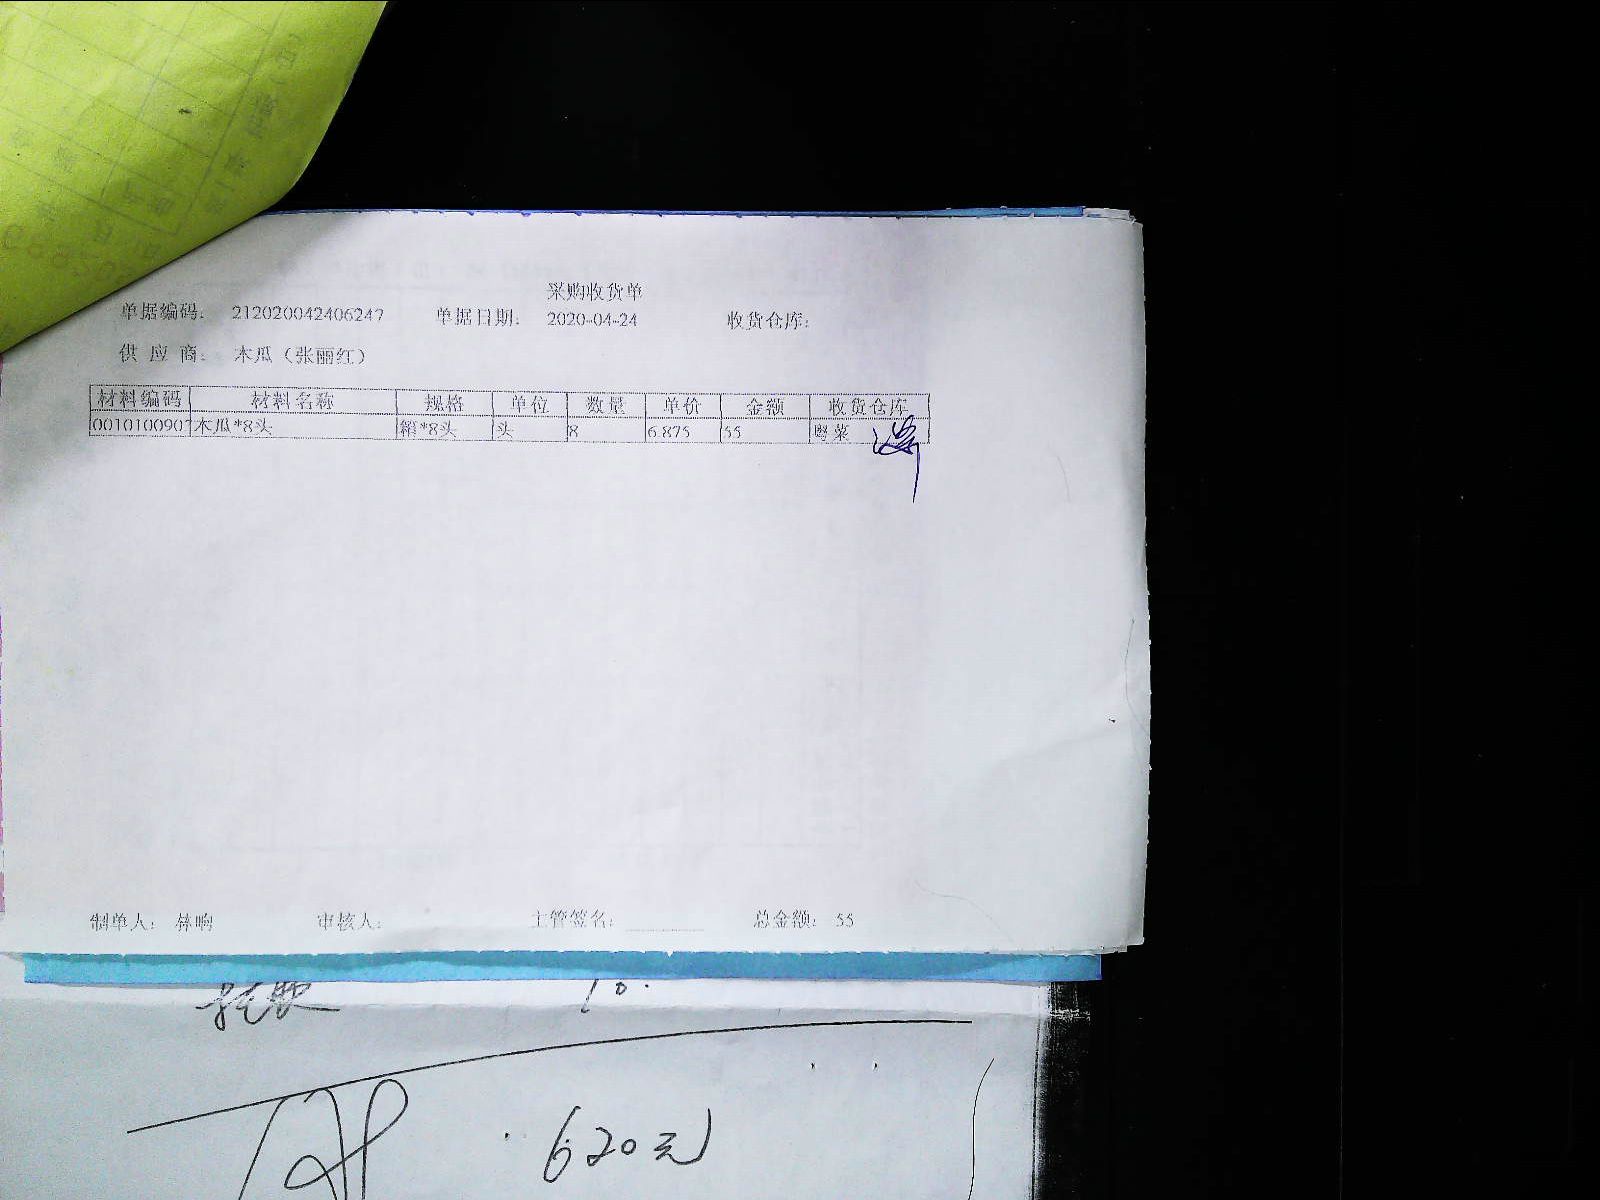 采购收货单
单据编码: 212020042406247 单据日期: 2020-04-24 收货仓库:
供应商: 木瓜（张丽红）
材料编码 材料名称 规格 单位 数量 单价 金额 收货仓库
0010100907 木瓜*8头 箱*8头 头 8 6.875 55 粤菜
制单人: 审核人: 主管签名: 总金额: 55
10.
620元